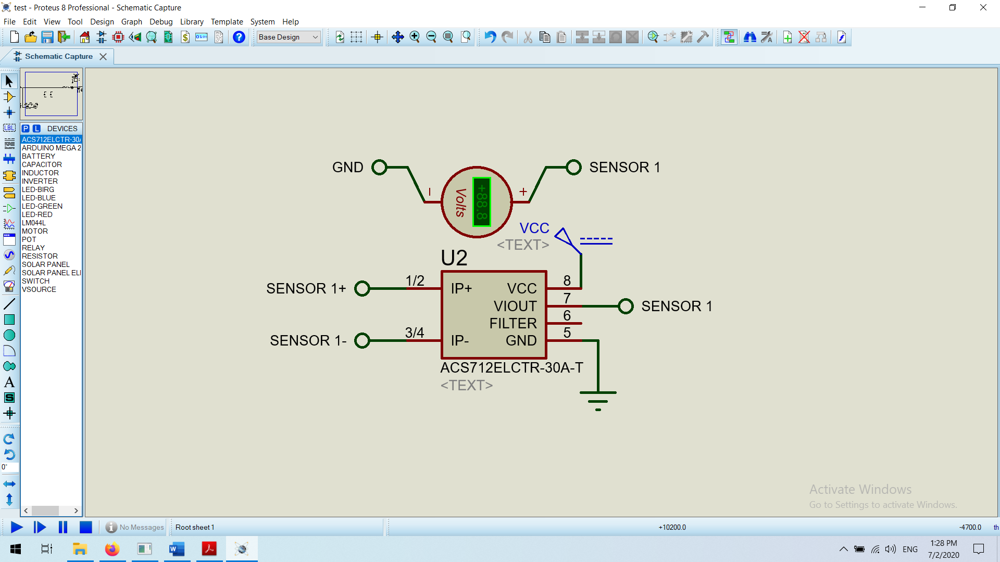 test - Proteus 8 Professional - Schematic Capture
File Edit View Tool Design Graph Debug Library Template System Help
Base Design
Schematic Capture
P L DEVICES
ACS712ELCTR-30A
ARDUINO MEGA 2
BATTERY
CAPACITOR
INDUCTOR
INVERTER
LED-BIRG
LED-BLUE
LED-GREEN
LED-RED
LM044L
MOTOR
POT
RELAY
RESISTOR
SOLAR PANEL
SOLAR PANEL ELI
SWITCH
VSOURCE
LBL
A
S
0°
GND
SENSOR 1
+
Volts
+88.8
VCC
<TEXT>
U2
SENSOR 1+
1/2
IP+
VCC
8
VIOUT
7
SENSOR 1
FILTER
6
SENSOR 1-
3/4
IP-
GND
5
ACS712ELCTR-30A-T
<TEXT>
Activate Windows
Go to Settings to activate Windows.
No Messages
Root sheet 1
+10200.0
-4700.0
th
ENG
1:28 PM
7/2/2020